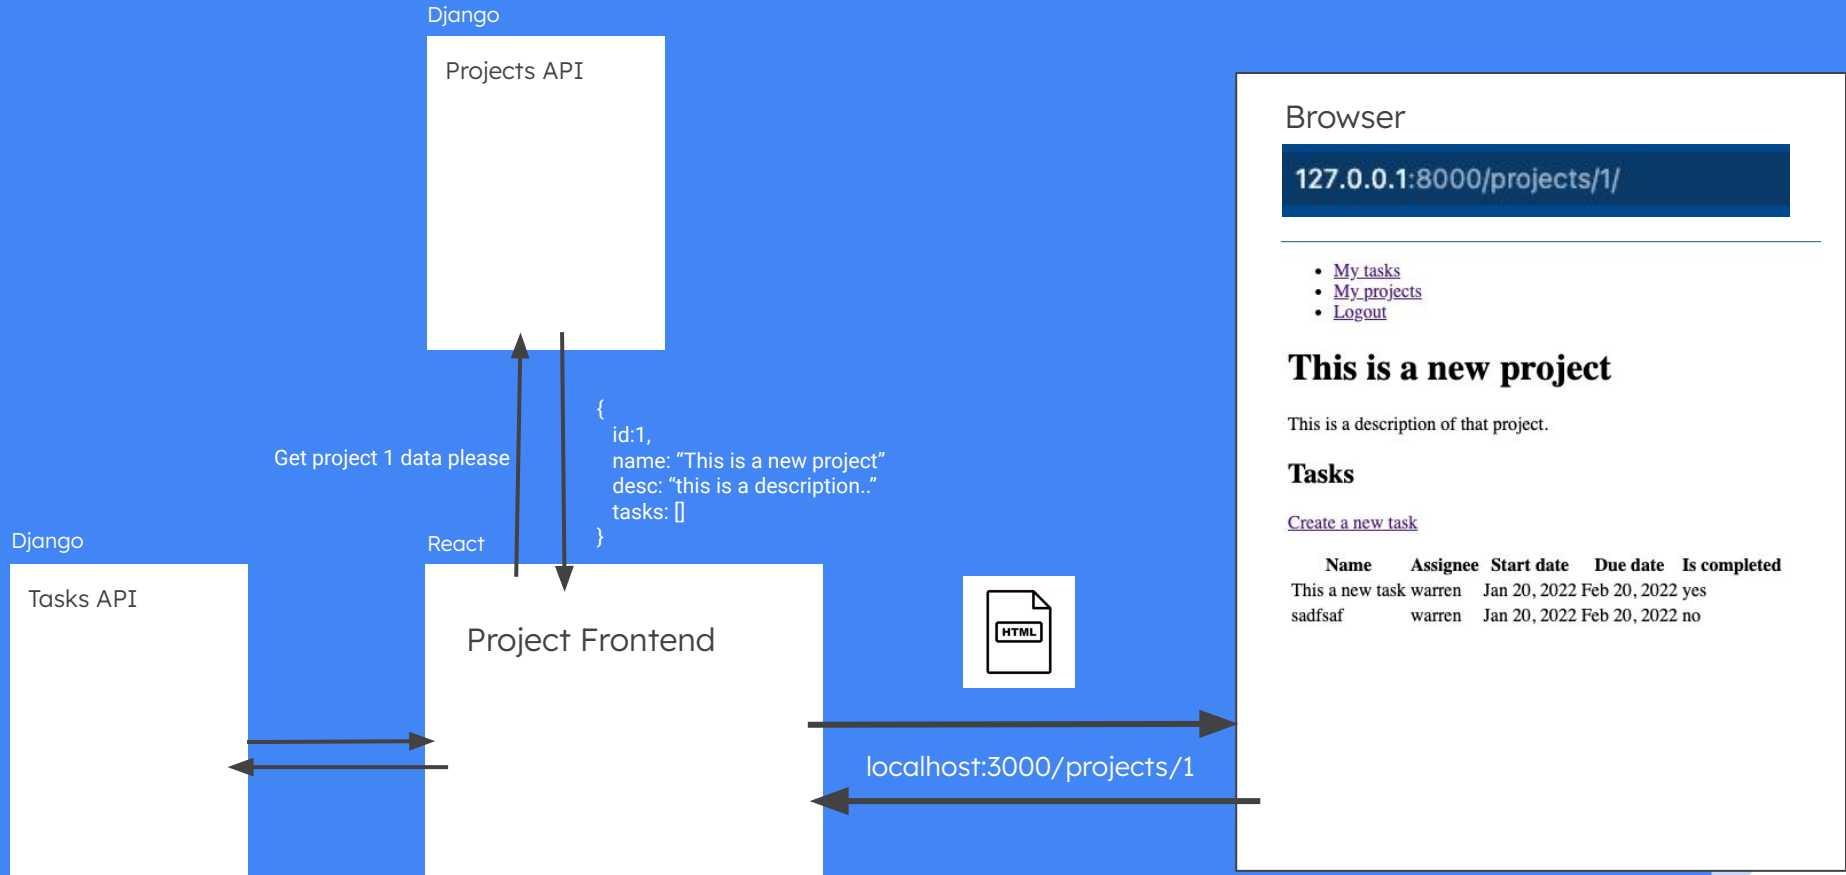 Django
Projects API
Get project 1 data please
{
id:1,
name: “This is a new project”
desc: “this is a description..”
tasks: []
}
Django
Tasks API
React
Project Frontend
HTML
localhost:3000/projects/1
Browser
127.0.0.1:8000/projects/1/
My tasks
My projects
Logout
This is a new project
This is a description of that project.
Tasks
Create a new task
Name Assignee Start date Due date Is completed
This a new task warren Jan 20, 2022 Feb 20, 2022 yes
sadfsaf warren Jan 20, 2022 Feb 20, 2022 no